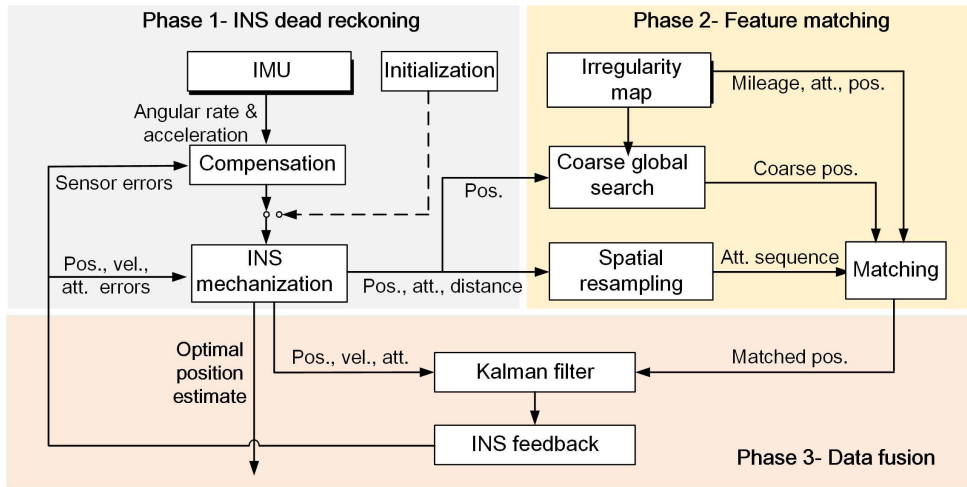 Phase 1- INS dead reckoning
Phase 2- Feature matching
IMU
Initialization
Irregularity
map
Mileage, att., pos.
Angular rate &
acceleration
Compensation
Sensor errors
Coarse global
search
Pos.
Coarse pos.
INS
mechanization
Pos., vel.,
att. errors
Pos., att., distance
Spatial
resampling
Att. sequence
Matching
Optimal
position
estimate
Pos., vel., att.
Kalman filter
Matched pos.
INS feedback
Phase 3- Data fusion